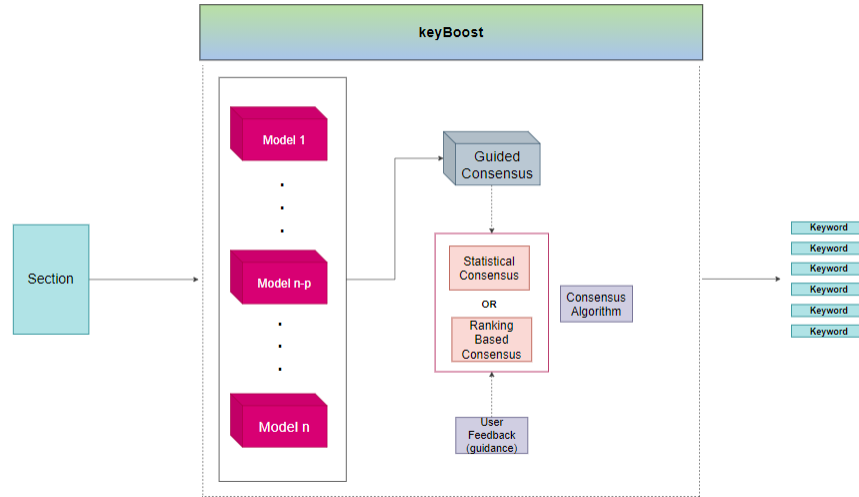 keyBoost
Model 1
Guided
Consensus
Section
Model n-p
Statistical
Consensus
OR
Ranking
Based
Consensus
Consensus
Algorithm
Model n
User
Feedback
(guidance)
Keyword
Keyword
Keyword
Keyword
Keyword
Keyword